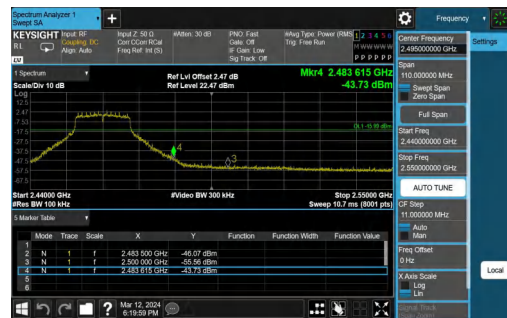 Spectrum Analyzer 1
Swept SA
Frequency
Settings
KEYSIGHT Input: RF Input Z: 50 Ω #Atten: 30 dB PNO: Fast #Avg Type: Power (RMS 1 2 3 4 5 6
RL Coupling: DC Corr CCorr RCal Gate: Off Trig: Free Run M W W W W W
Align: Auto Freq Ref: Int (S) IF Gain: Low P P P P P P
LV Sig Track: Off
Center Frequency
2.495000000 GHz
Span
110.000000 MHz
Swept Span
Zero Span
Full Span
Start Freq
2.440000000 GHz
Stop Freq
2.550000000 GHz
AUTO TUNE
CF Step
11.000000 MHz
Auto
Man
Freq Offset
0 Hz
X Axis Scale
Log
Lin
Signal Track
Local
1 Spectrum
Scale/Div 10 dB
Ref Lvl Offset 2.47 dB
Ref Level 22.47 dBm
Mkr4 2.483 615 GHz
-43.73 dBm
Log
12.5
2.47
-7.53
-17.5
-27.5
-37.5
-47.5
-57.5
-67.5
4
3
Start 2.44000 GHz #Video BW 300 kHz Stop 2.55000 GHz
#Res BW 100 kHz Sweep 10.7 ms (8001 pts)
5 Marker Table
Mode Trace Scale X Y Function Function Width Function Value
1
2 N 1 f 2.483 500 GHz -46.07 dBm
3 N 1 f 2.500 000 GHz -55.56 dBm
4 N 1 f 2.483 615 GHz -43.73 dBm
5
6
Mar 12, 2024
6:19:59 PM